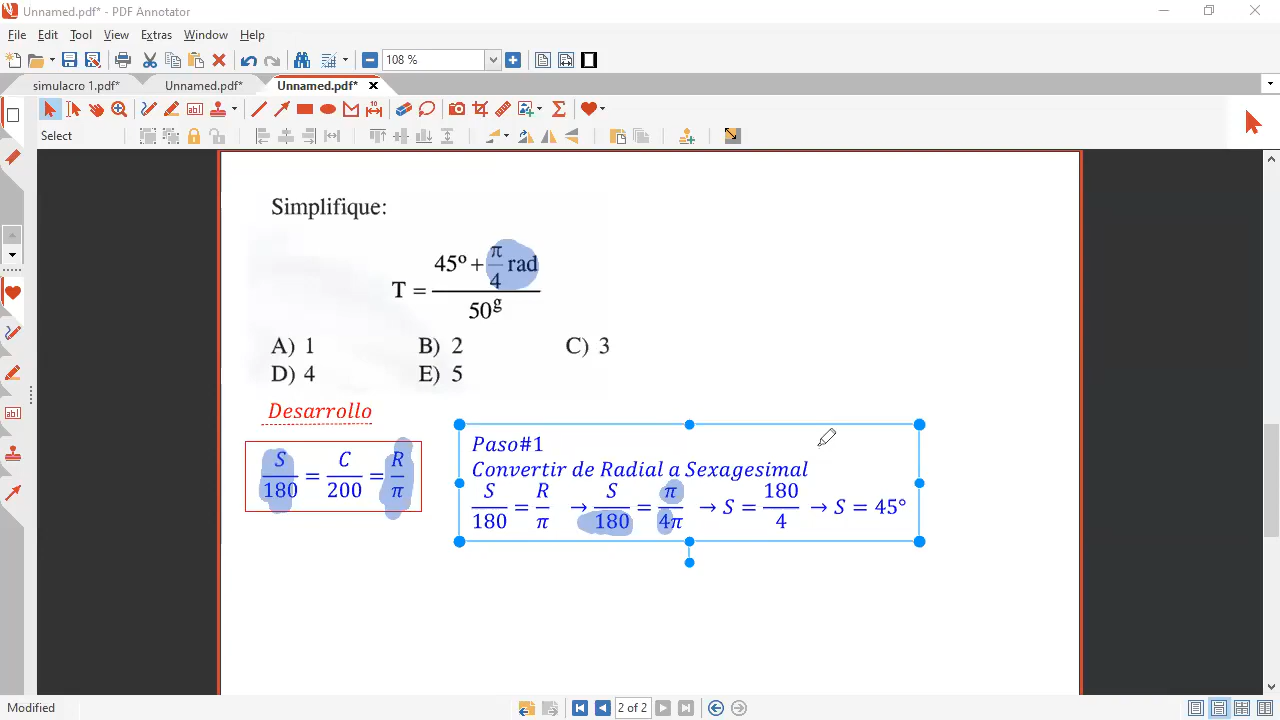 Unnamed.pdf* - PDF Annotator
File Edit Tool View Extras Window Help
108 %
simulacro 1.pdf* Unnamed.pdf* Unnamed.pdf*
Select
Simplifique:
T = (45º + π/4 rad) / 50^g
A) 1 B) 2 C) 3
D) 4 E) 5
Desarrollo
S/180 = C/200 = R/π
Paso#1
Convertir de Radial a Sexagesimal
S/180 = R/π → S/180 = π/4π → S = 180/4 → S = 45°
Modified 2 of 2